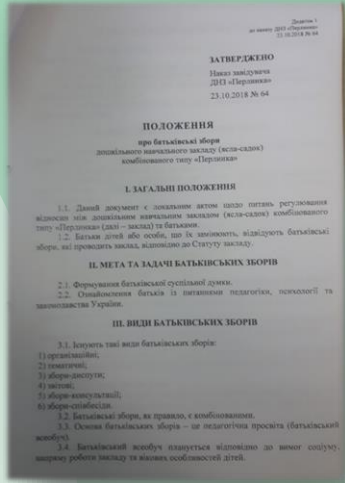 Додаток 1
до наказу ДНЗ «Перлинка»
23.10.2018 № 64
ЗАТВЕРДЖЕНО
Наказ завідувача
ДНЗ «Перлинка»
23.10.2018 № 64
ПОЛОЖЕННЯ
про батьківські збори
дошкільного навчального закладу (ясла-садок)
комбінованого типу «Перлинка»
І. ЗАГАЛЬНІ ПОЛОЖЕННЯ
1.1. Даний документ є локальним актом щодо питань регулювання
відносин між дошкільним навчальним закладом (ясла-садок) комбінованого
типу «Перлинка» (далі – заклад) та батьками.
1.2. Батьки дітей або особи, що їх замінюють, відвідують батьківські
збори, які проводить заклад, відповідно до Статуту закладу.
ІІ. МЕТА ТА ЗАДАЧІ БАТЬКІВСЬКИХ ЗБОРІВ
2.1. Формування батьківської суспільної думки.
2.2. Ознайомлення батьків із питаннями педагогіки, психології та
законодавства України.
ІІІ. ВИДИ БАТЬКІВСЬКИХ ЗБОРІВ
3.1. Існують такі види батьківських зборів:
1) організаційні;
2) тематичні;
3) збори-диспути;
4) звітові;
5) збори-консультації;
6) збори-співбесіди.
3.2. Батьківські збори, як правило, є комбінованими.
3.3. Основа батьківських зборів – це педагогічна просвіта (батьківський
всеобуч).
3.4. Батьківський всеобуч планується відповідно до вимог соціуму,
напряму роботи закладу та вікових особливостей дітей.